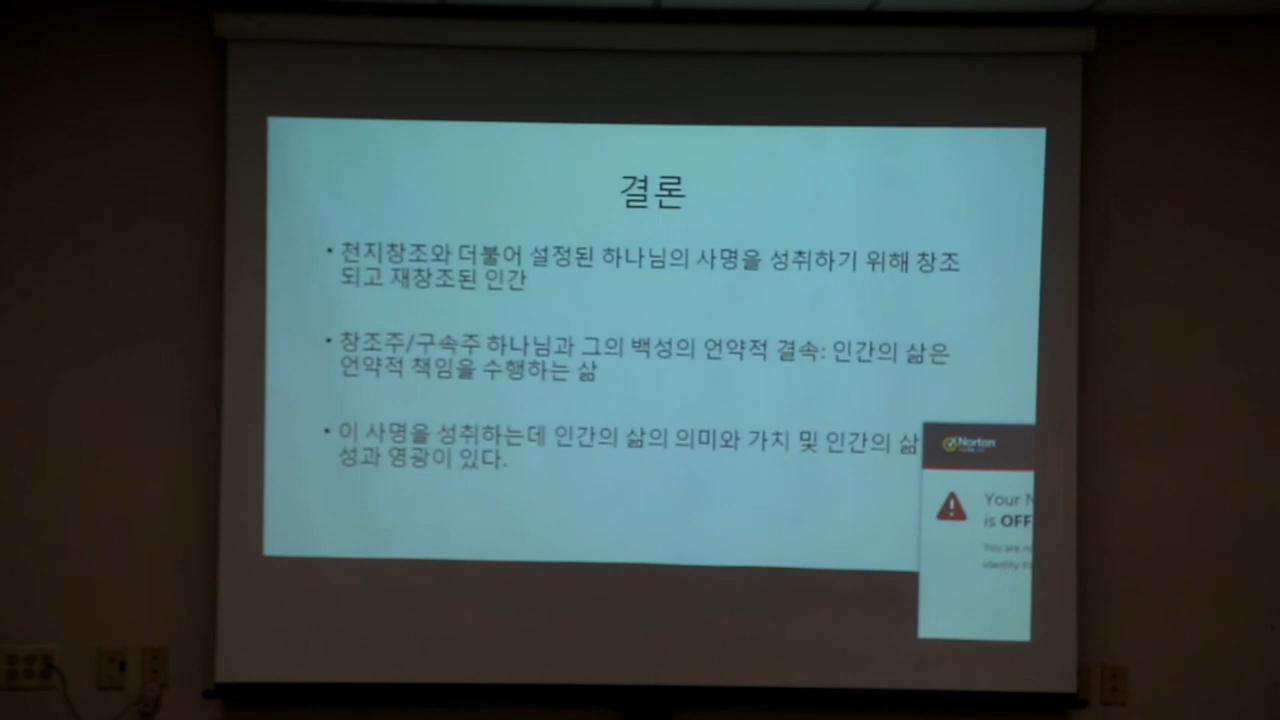 결론
• 천지창조와 더불어 설정된 하나님의 사명을 성취하기 위해 창조
되고 재창조된 인간
• 창조주/구속주 하나님과 그의 백성의 언약적 결속: 인간의 삶은
언약적 책임을 수행하는 삶
• 이 사명을 성취하는데 인간의 삶의 의미와 가치 및 인간의 삶
성과 영광이 있다.
Norton
Your N
is OFF
You are
identity